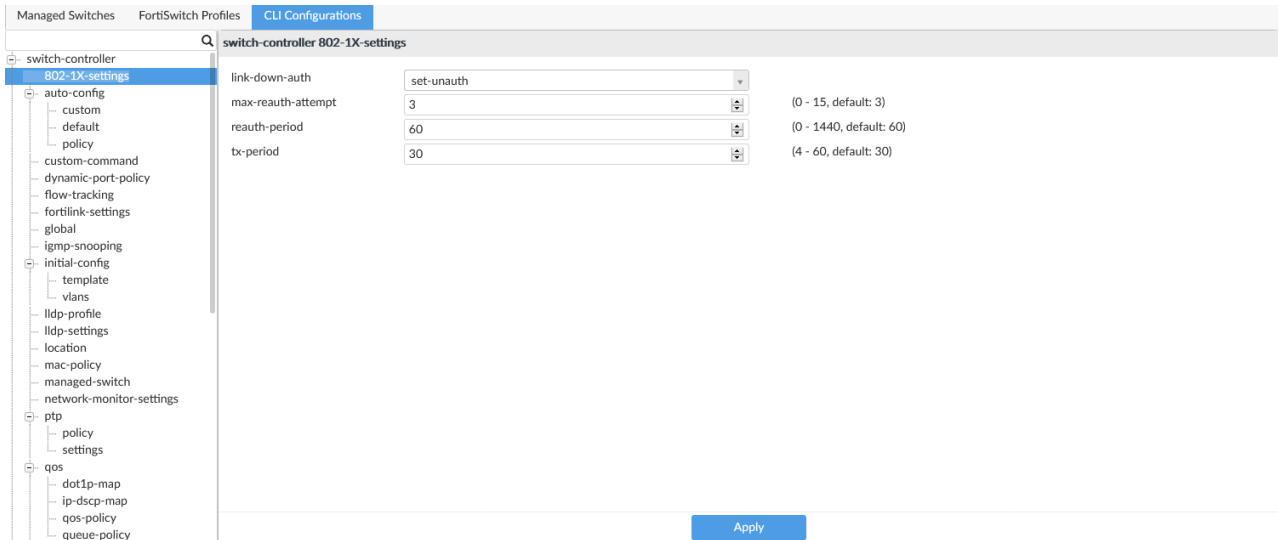 Managed Switches FortiSwitch Profiles CLI Configurations
switch-controller 802-1X-settings
switch-controller
802-1X-settings
auto-config
custom
default
policy
custom-command
dynamic-port-policy
flow-tracking
fortilink-settings
global
igmp-snooping
initial-config
template
vlans
lldp-profile
lldp-settings
location
mac-policy
managed-switch
network-monitor-settings
ptp
policy
settings
qos
dot1p-map
ip-dscp-map
qos-policy
queue-policy
link-down-auth set-unauth
max-reauth-attempt 3 (0 - 15, default: 3)
reauth-period 60 (0 - 1440, default: 60)
tx-period 30 (4 - 60, default: 30)
Apply